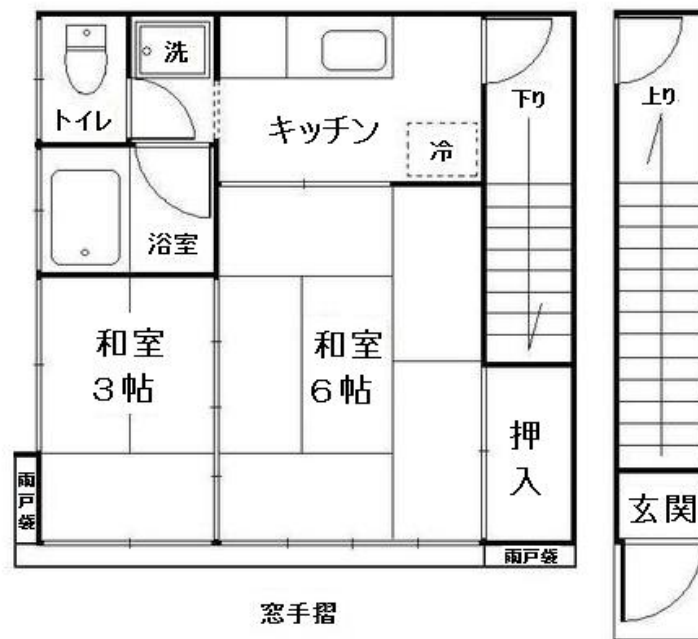 洗
トイレ
キッチン
冷
下り
上り
浴室
和室
3帖
和室
6帖
押
入
雨戸袋
玄関
雨戸袋
窓手摺